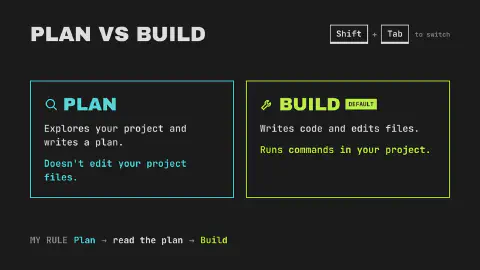 PLAN VS BUILD
Shift + Tab to switch
PLAN
Explores your project and
writes a plan.
Doesn't edit your project
files.
BUILD DEFAULT
Writes code and edits files.
Runs commands in your project.
MY RULE Plan → read the plan → Build